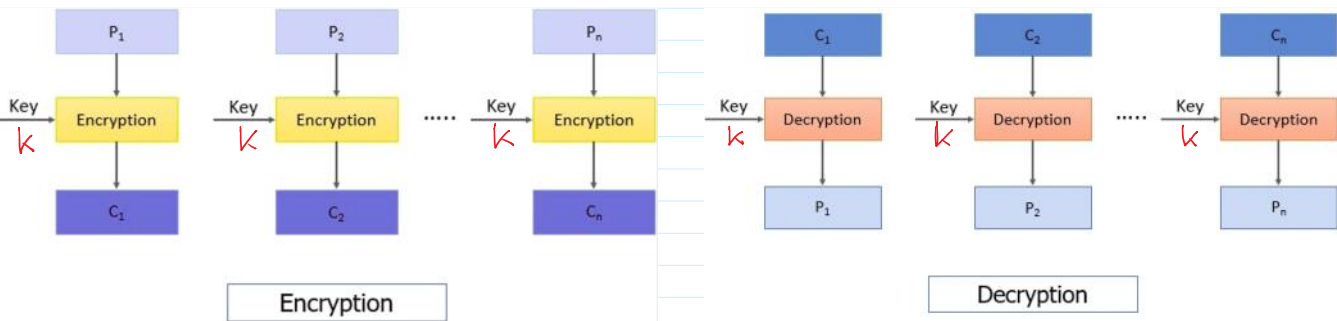 P₁ P₂ Pₙ
Key Key ..... Key
k Encryption k Encryption k Encryption
C₁ C₂ Cₙ
Encryption
C₁ C₂ Cₙ
Key Key ..... Key
k Decryption k Decryption k Decryption
P₁ P₂ Pₙ
Decryption